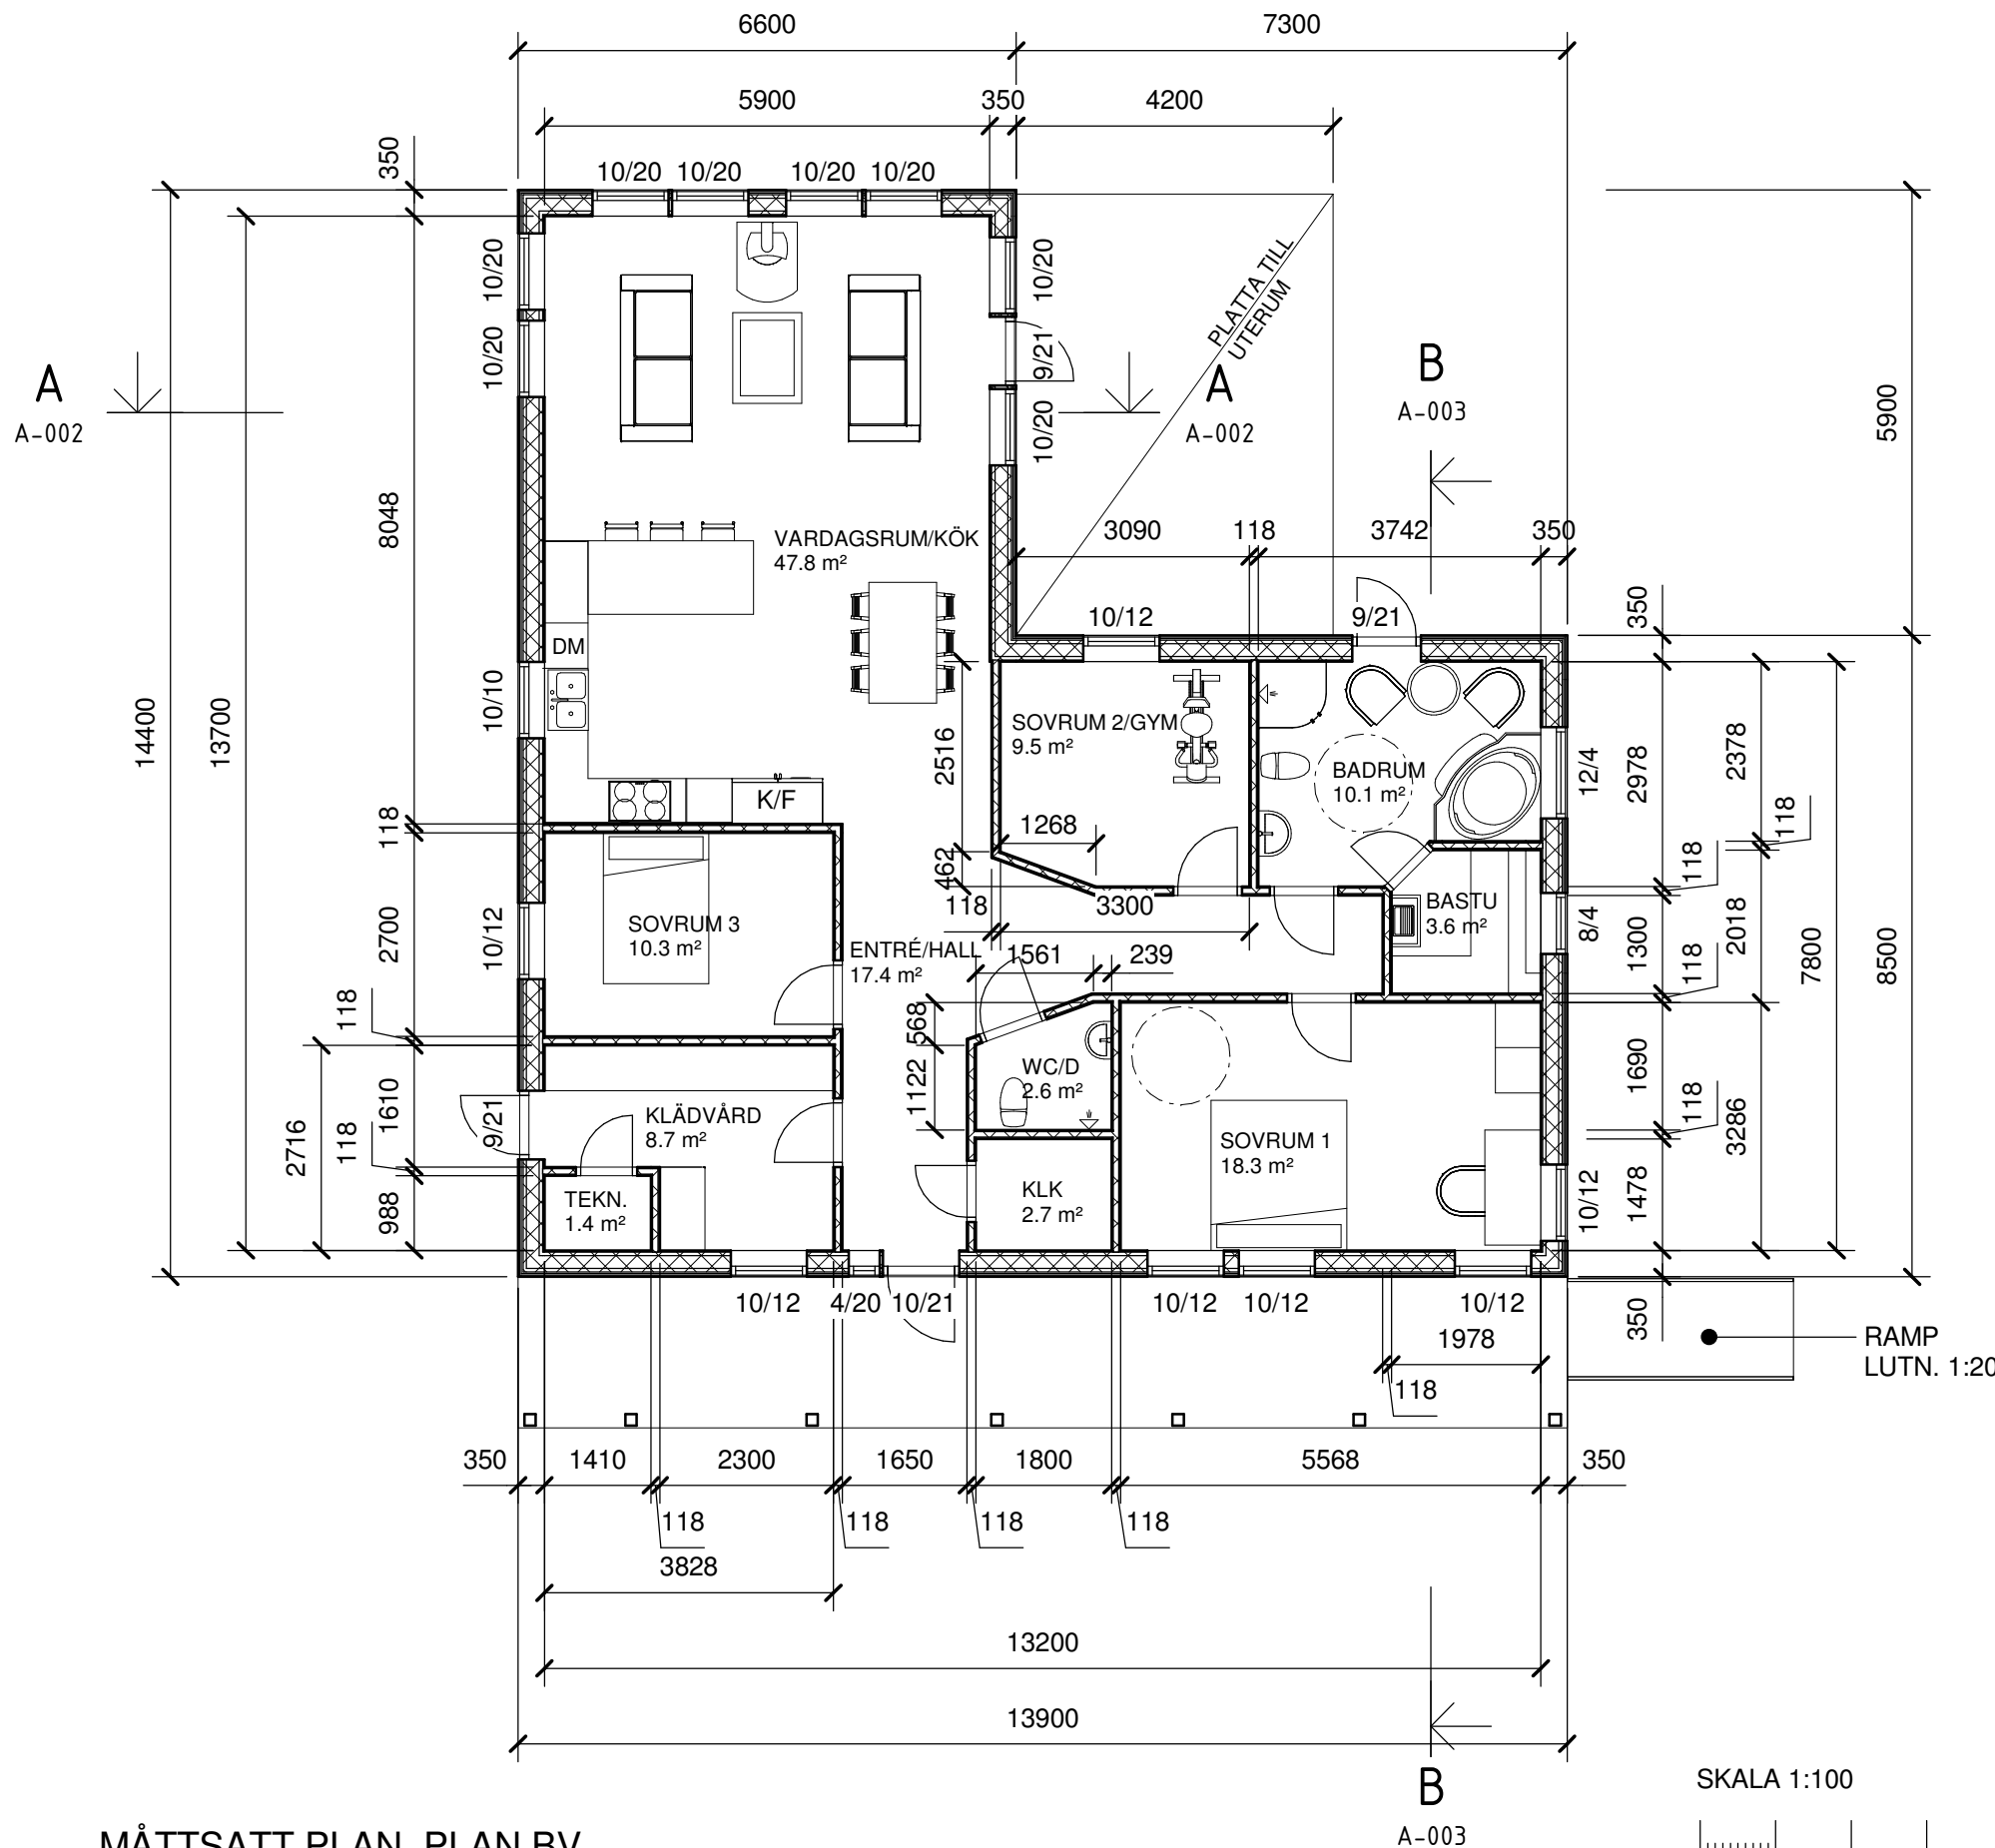 6600
7300
5900
350
4200
350
10/20
10/20
10/20
10/20
10/20
10/20
10/20
9/21
10/20
PLATTA TILL
UTERUM
A
A-002
A
A-002
B
A-003
5900
8048
14400
13700
VARDAGSRUM/KÖK
47.8 m²
3090
118
3742
350
350
10/12
9/21
DM
10/10
2516
SOVRUM 2/GYM
9.5 m²
BADRUM
10.1 m²
12/4
2978
2378
118
K/F
118
1268
462
118
3300
118
BASTU
3.6 m²
8/4
1300
2018
118
7800
8500
2700
10/12
SOVRUM 3
10.3 m²
ENTRÉ/HALL
17.4 m²
1561
239
118
568
WC/D
2.6 m²
1122
1690
118
3286
1610
2716
118
9/21
KLÄDVÅRD
8.7 m²
SOVRUM 1
18.3 m²
988
TEKN.
1.4 m²
KLK
2.7 m²
10/12
1478
10/12
4/20
10/21
10/12
10/12
10/12
350
1978
118
RAMP
LUTN. 1:20
350
1410
2300
1650
1800
5568
350
118
118
118
118
3828
13200
13900
B
A-003
SKALA 1:100
MÅTTSATT PLAN, PLAN BV